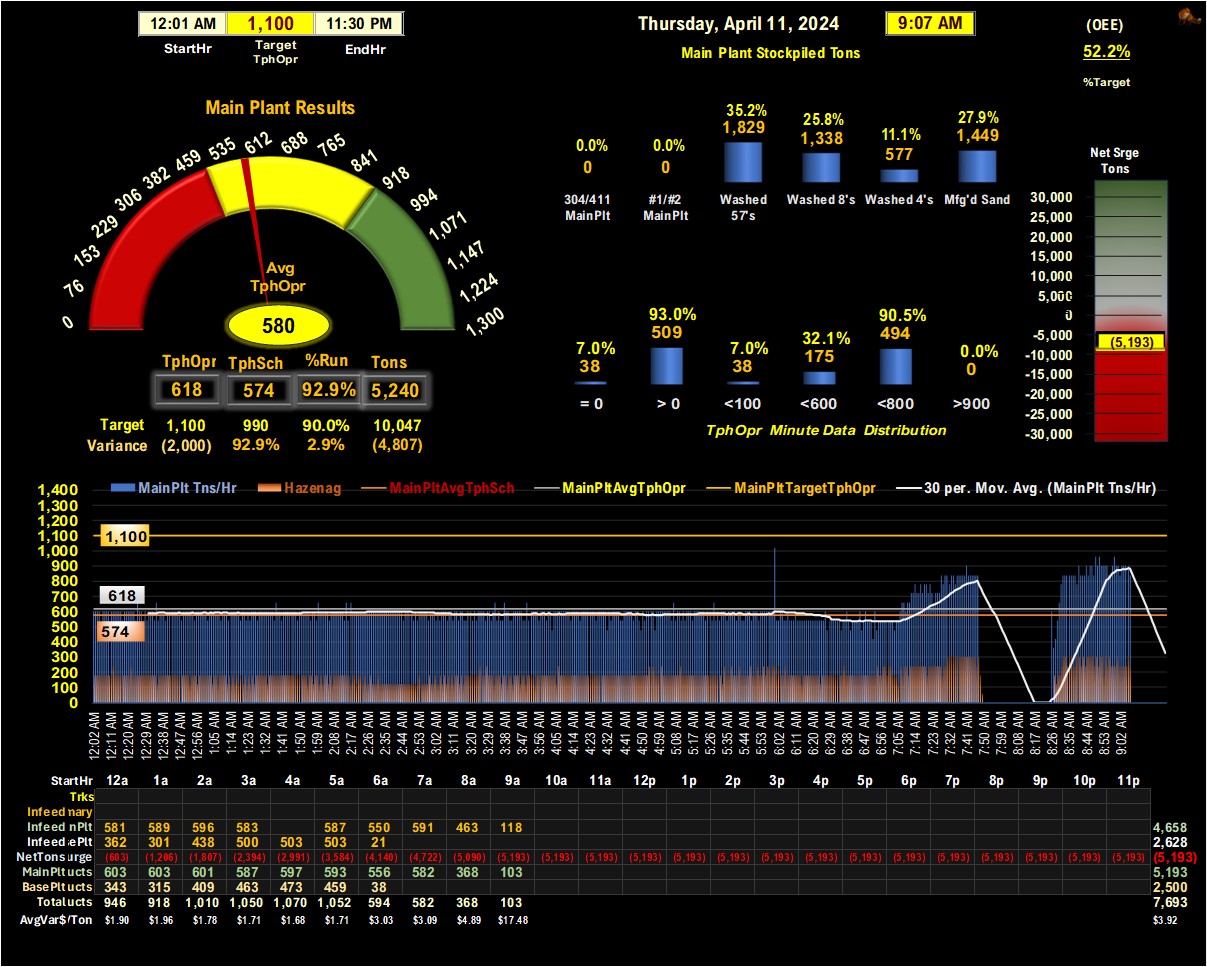 12:01 AM 1,100 11:30 PM
StartHr Target TphOpr EndHr
Thursday, April 11, 2024 9:07 AM
Main Plant Stockpiled Tons
(OEE)
52.2%
%Target
Main Plant Results
0 76 153 229 306 382 459 535 612 688 765 841 918 994 1,071 1,147 1,224 1,300
Avg
TphOpr
580
TphOpr TphSch %Run Tons
618 574 92.9% 5,240
Target 1,100 990 90.0% 10,047
Variance (2,000) 92.9% 2.9% (4,807)
0.0% 0.0% 35.2% 25.8% 11.1% 27.9%
0 0 1,829 1,338 577 1,449
304/411 #1/#2 Washed Washed 8's Washed 4's Mfg'd Sand
MainPlt MainPlt 57's
7.0% 93.0% 7.0% 32.1% 90.5% 0.0%
38 509 38 175 494 0
= 0 > 0 <100 <600 <800 >900
TphOpr Minute Data Distribution
Net Srge
Tons
30,000
25,000
20,000
15,000
10,000
5,000
0
-5,000
(5,193)
-10,000
-15,000
-20,000
-25,000
-30,000
MainPlt Tns/Hr Hazenag MainPltAvgTphSch MainPltAvgTphOpr MainPltTargetTphOpr 30 per. Mov. Avg. (MainPlt Tns/Hr)
1,400
1,300
1,200
1,100
1,000
900
800
700
600
500
400
300
200
100
0
1,100
618
574
12:02 AM 12:11 AM 12:20 AM 12:29 AM 12:38 AM 12:47 AM 12:56 AM 1:05 AM 1:14 AM 1:23 AM 1:32 AM 1:41 AM 1:50 AM 1:59 AM 2:08 AM 2:17 AM 2:26 AM 2:35 AM 2:44 AM 2:53 AM 3:02 AM 3:11 AM 3:20 AM 3:29 AM 3:38 AM 3:47 AM 3:56 AM 4:05 AM 4:14 AM 4:23 AM 4:32 AM 4:41 AM 4:50 AM 4:59 AM 5:08 AM 5:17 AM 5:26 AM 5:35 AM 5:44 AM 5:53 AM 6:02 AM 6:11 AM 6:20 AM 6:29 AM 6:38 AM 6:47 AM 6:56 AM 7:05 AM 7:14 AM 7:23 AM 7:32 AM 7:41 AM 7:50 AM 7:59 AM 8:08 AM 8:17 AM 8:26 AM 8:35 AM 8:44 AM 8:53 AM 9:02 AM
StartHr 12a 1a 2a 3a 4a 5a 6a 7a 8a 9a 10a 11a 12p 1p 2p 3p 4p 5p 6p 7p 8p 9p 10p 11p
Trks
Infeed mary
Infeed nPlt 581 589 596 583 587 550 591 463 118 4,658
Infeed ePlt 362 301 438 500 503 503 21 2,628
NetTons urge (603) (1,206) (1,807) (2,394) (2,991) (3,584) (4,140) (4,722) (5,090) (5,193) (5,193) (5,193) (5,193) (5,193) (5,193) (5,193) (5,193) (5,193) (5,193) (5,193) (5,193) (5,193) (5,193) (5,193) (5,193)
MainPlt ucts 603 603 601 587 597 593 556 582 368 103 5,193
BasePlt ucts 343 315 409 463 473 459 38 2,500
Total ucts 946 918 1,010 1,050 1,070 1,052 594 582 368 103 7,693
AvgVar$/Ton $1.90 $1.96 $1.78 $1.71 $1.68 $1.71 $3.03 $3.09 $4.89 $17.48 $3.92